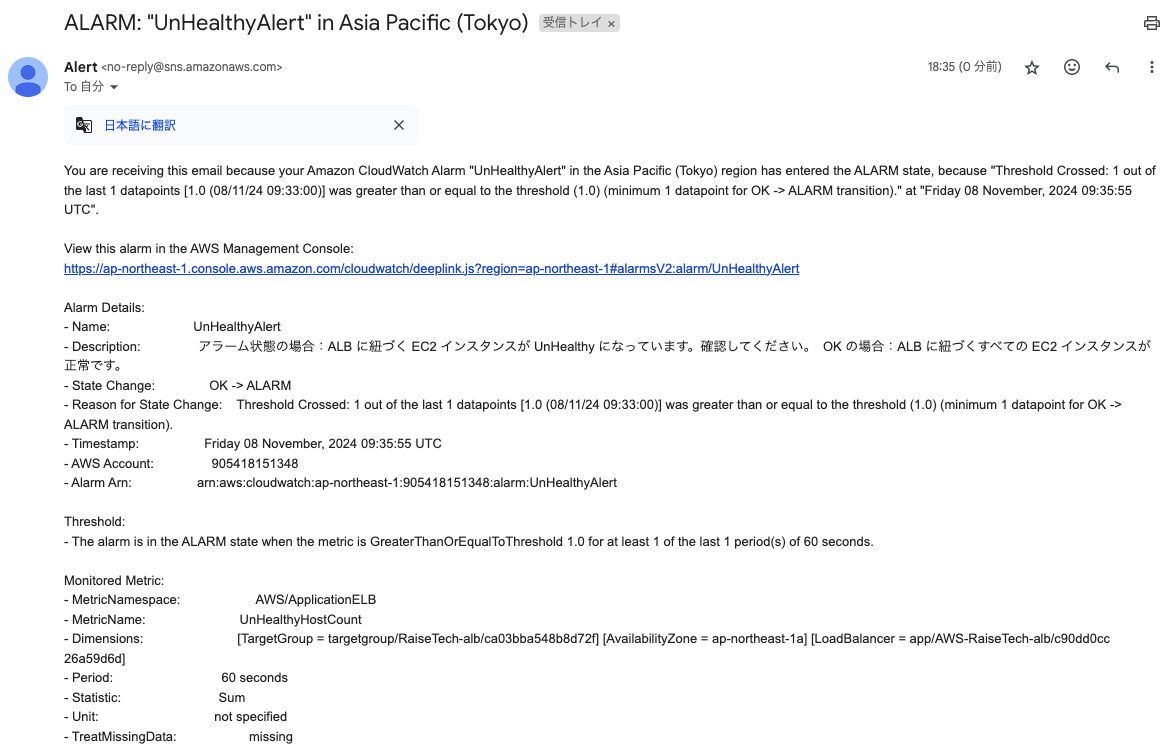 ALARM: "UnHealthyAlert" in Asia Pacific (Tokyo) 受信トレイ ×
Alert <no-reply@sns.amazonaws.com> 18:35 (0 分前)
To 自分
日本語に翻訳
You are receiving this email because your Amazon CloudWatch Alarm "UnHealthyAlert" in the Asia Pacific (Tokyo) region has entered the ALARM state, because "Threshold Crossed: 1 out of
the last 1 datapoints [1.0 (08/11/24 09:33:00)] was greater than or equal to the threshold (1.0) (minimum 1 datapoint for OK -> ALARM transition)." at "Friday 08 November, 2024 09:35:55
UTC".
View this alarm in the AWS Management Console:
https://ap-northeast-1.console.aws.amazon.com/cloudwatch/deeplink.js?region=ap-northeast-1#alarmsV2:alarm/UnHealthyAlert
Alarm Details:
- Name: UnHealthyAlert
- Description: アラーム状態の場合：ALB に紐づく EC2 インスタンスが UnHealthy になっています。確認してください。 OK の場合：ALB に紐づくすべての EC2 インスタンスが
正常です。
- State Change: OK -> ALARM
- Reason for State Change: Threshold Crossed: 1 out of the last 1 datapoints [1.0 (08/11/24 09:33:00)] was greater than or equal to the threshold (1.0) (minimum 1 datapoint for OK ->
ALARM transition).
- Timestamp: Friday 08 November, 2024 09:35:55 UTC
- AWS Account: 905418151348
- Alarm Arn: arn:aws:cloudwatch:ap-northeast-1:905418151348:alarm:UnHealthyAlert
Threshold:
- The alarm is in the ALARM state when the metric is GreaterThanOrEqualToThreshold 1.0 for at least 1 of the last 1 period(s) of 60 seconds.
Monitored Metric:
- MetricNamespace: AWS/ApplicationELB
- MetricName: UnHealthyHostCount
- Dimensions: [TargetGroup = targetgroup/RaiseTech-alb/ca03bba548b8d72f] [AvailabilityZone = ap-northeast-1a] [LoadBalancer = app/AWS-RaiseTech-alb/c90dd0cc
26a59d6d]
- Period: 60 seconds
- Statistic: Sum
- Unit: not specified
- TreatMissingData: missing